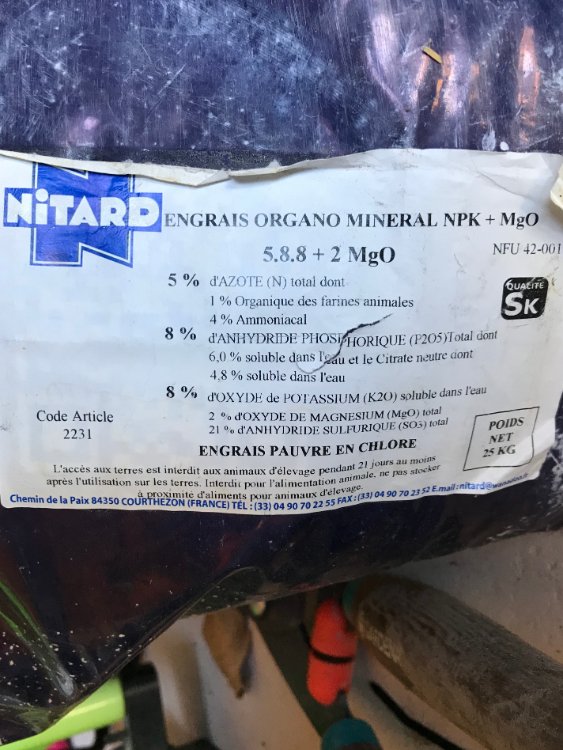 NiTARD
ENGRAIS ORGANO MINERAL NPK + MgO
5.8.8 + 2 MgO
NFU 42-001
5 % d'AZOTE (N) total dont
1 % Organique des farines animales
4 % Ammoniacal
QUALITÉ
SK
8 % d'ANHYDRIDE PHOSPHORIQUE (P2O5)Total dont
6,0 % soluble dans l'eau et le Citrate neutre dont
4,8 % soluble dans l'eau
8 % d'OXYDE de POTASSIUM (K2O) soluble dans l'eau
2 % d'OXYDE DE MAGNESIUM (MgO) total
21 % d'ANHYDRIDE SULFURIQUE (SO3) total
Code Article
2231
POIDS
NET
25 KG
ENGRAIS PAUVRE EN CHLORE
L'accès aux terres est interdit aux animaux d'élevage pendant 21 jours au moins
après l'utilisation sur les terres. Interdit pour l'alimentation animale, ne pas stocker
à proximité d'aliments pour animaux d'élevage.
Chemin de la Paix 84350 COURTHEZON (FRANCE) TÉL : (33) 04 90 70 22 55 FAX : (33) 04 90 70 23 52 E.mail : nitard@wanadoo.fr